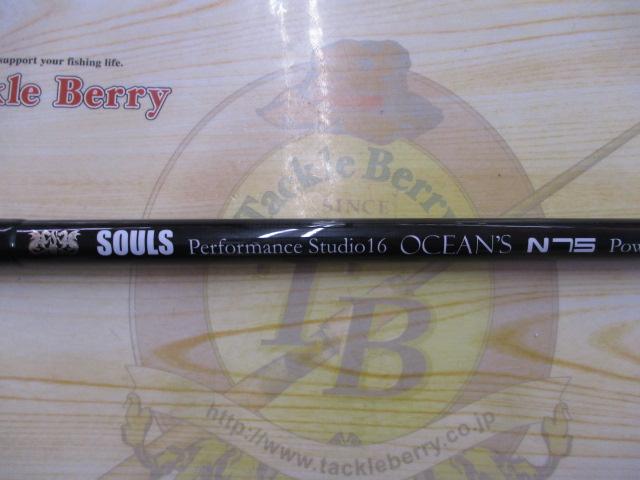 support your fishing life.
kle Berry
Tackle Berry
SINCE
SOULS Performance Studio16 OCEAN'S N75 Pow
TB
http://www.tackleberry.co.jp